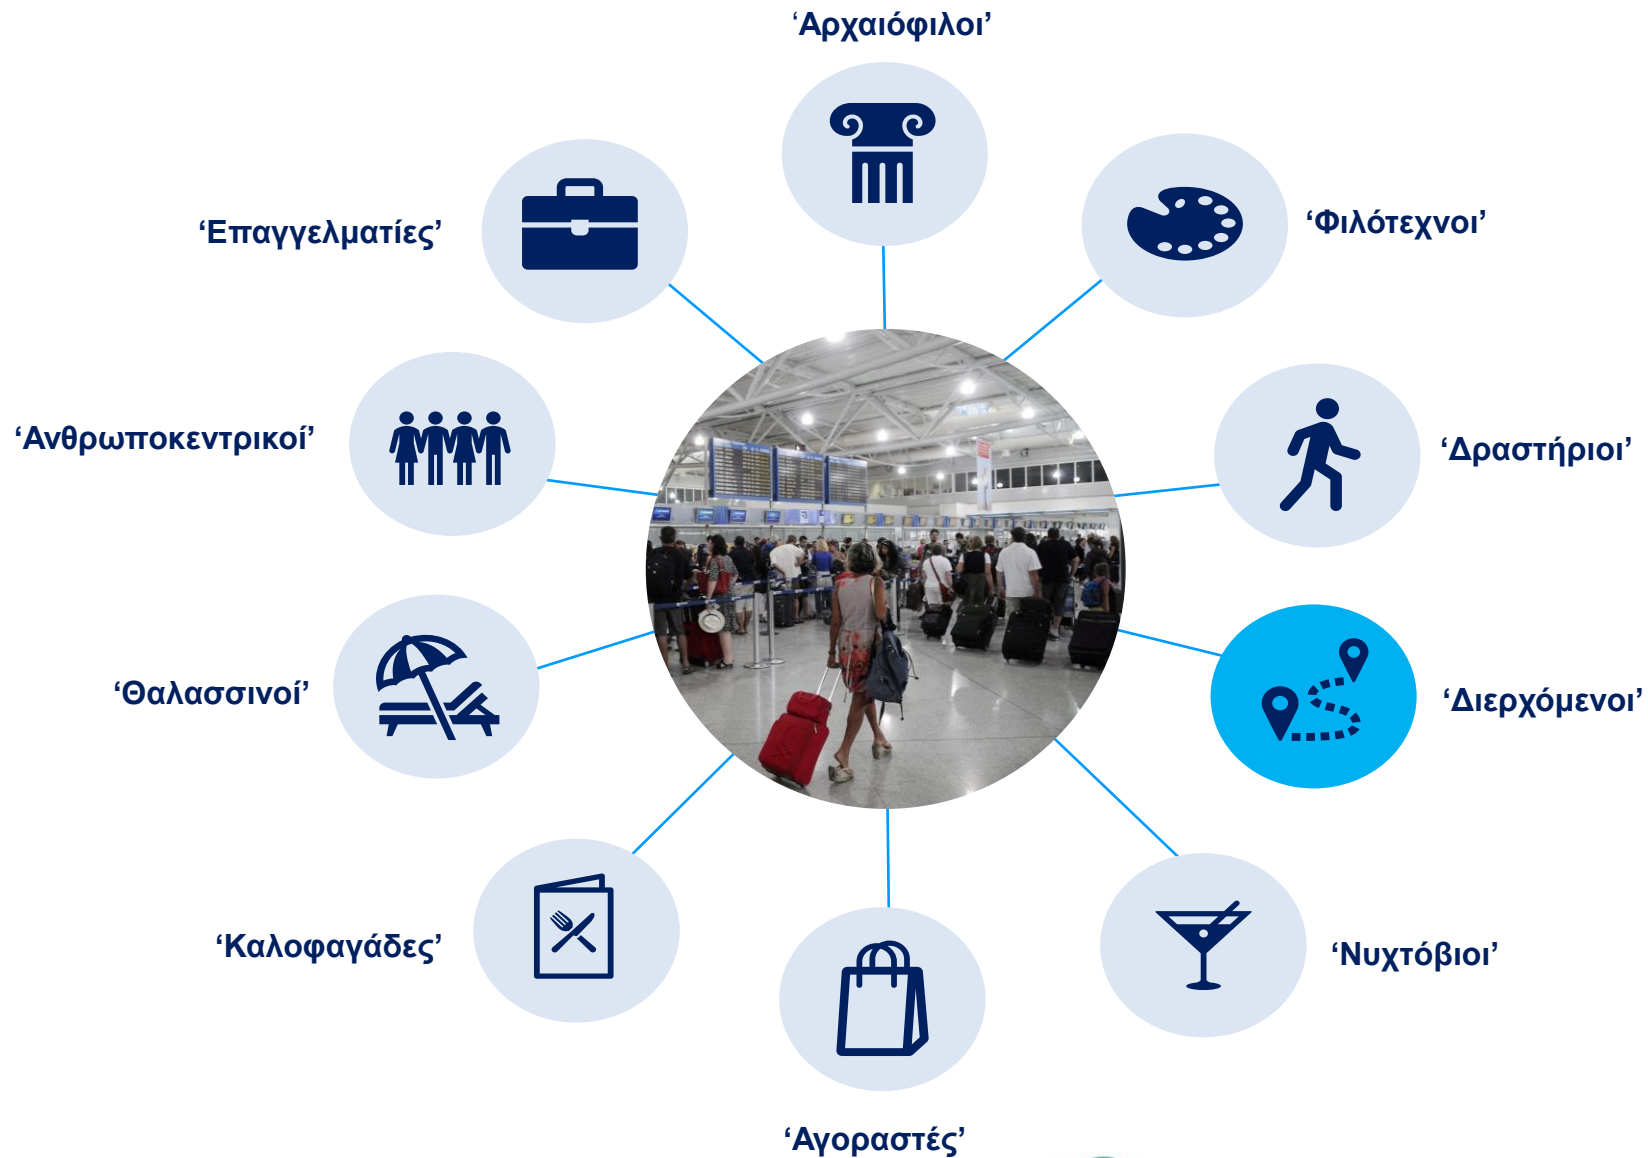 ‘Αρχαιόφιλοι’
‘Φιλότεχνοι’
‘Επαγγελματίες’
‘Ανθρωποκεντρικοί’
‘Δραστήριοι’
‘Θαλασσινοί’
‘Διερχόμενοι’
‘Καλοφαγάδες’
‘Νυχτόβιοι’
‘Αγοραστές’